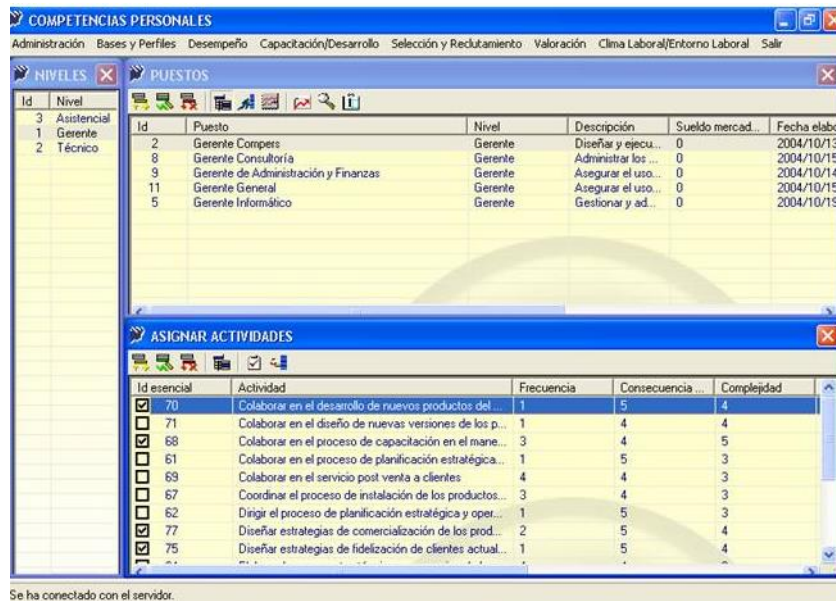 COMPETENCIAS PERSONALES
Administración Bases y Perfiles Desempeño Capacitación/Desarrollo Selección y Reclutamiento Valoración Clima Laboral/Entorno Laboral Salir
NIVELES
Id Nivel
3 Asistencial
1 Gerente
2 Técnico
PUESTOS
Id Puesto Nivel Descripción Sueldo mercad... Fecha elabo
2 Gerente Compers Gerente Diseñar y ejecu... 0 2004/10/13
8 Gerente Consultoría Gerente Administrar los ... 0 2004/10/15
9 Gerente de Administración y Finanzas Gerente Asegurar el uso... 0 2004/10/14
11 Gerente General Gerente Asegurar el uso... 0 2004/10/15
5 Gerente Informático Gerente Gestionar y ad... 0 2004/10/19
ASIGNAR ACTIVIDADES
Id esencial Actividad Frecuencia Consecuencia ... Complejidad
70 Colaborar en el desarrollo de nuevos productos del ... 1 5 4
71 Colaborar en el diseño de nuevas versiones de los p... 1 4 4
68 Colaborar en el proceso de capacitación en el mane... 3 4 5
61 Colaborar en el proceso de planificación estratégica... 1 5 3
69 Colaborar en el servicio post venta a clientes 4 4 3
67 Coordinar el proceso de instalación de los productos... 3 4 3
62 Dirigir el proceso de planificación estratégica y oper... 1 5 3
77 Diseñar estrategias de comercialización de los prod... 2 5 4
75 Diseñar estrategias de fidelización de clientes actual... 1 5 4
Se ha conectado con el servidor.